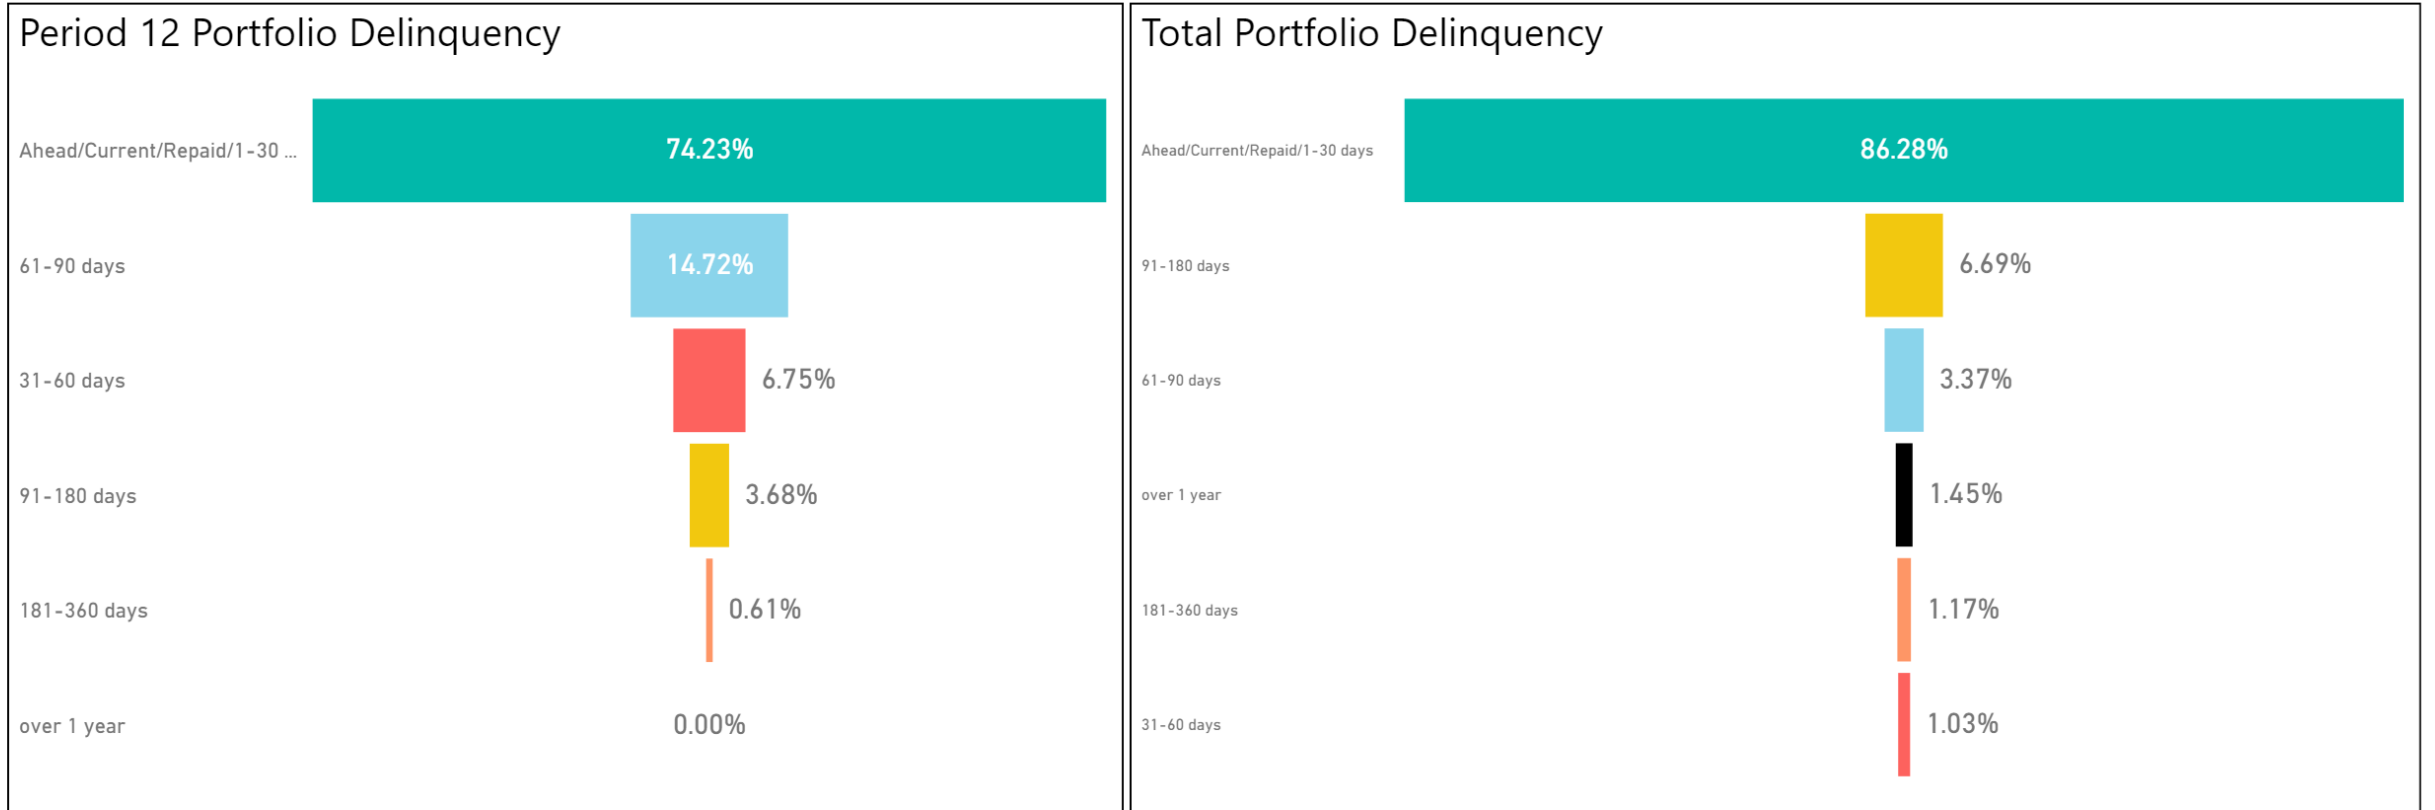 Period 12 Portfolio Delinquency
Ahead/Current/Repaid/1-30 ...
74.23%
61-90 days
14.72%
31-60 days
6.75%
91-180 days
3.68%
181-360 days
0.61%
over 1 year
0.00%
Total Portfolio Delinquency
Ahead/Current/Repaid/1-30 days
86.28%
91-180 days
6.69%
61-90 days
3.37%
over 1 year
1.45%
181-360 days
1.17%
31-60 days
1.03%